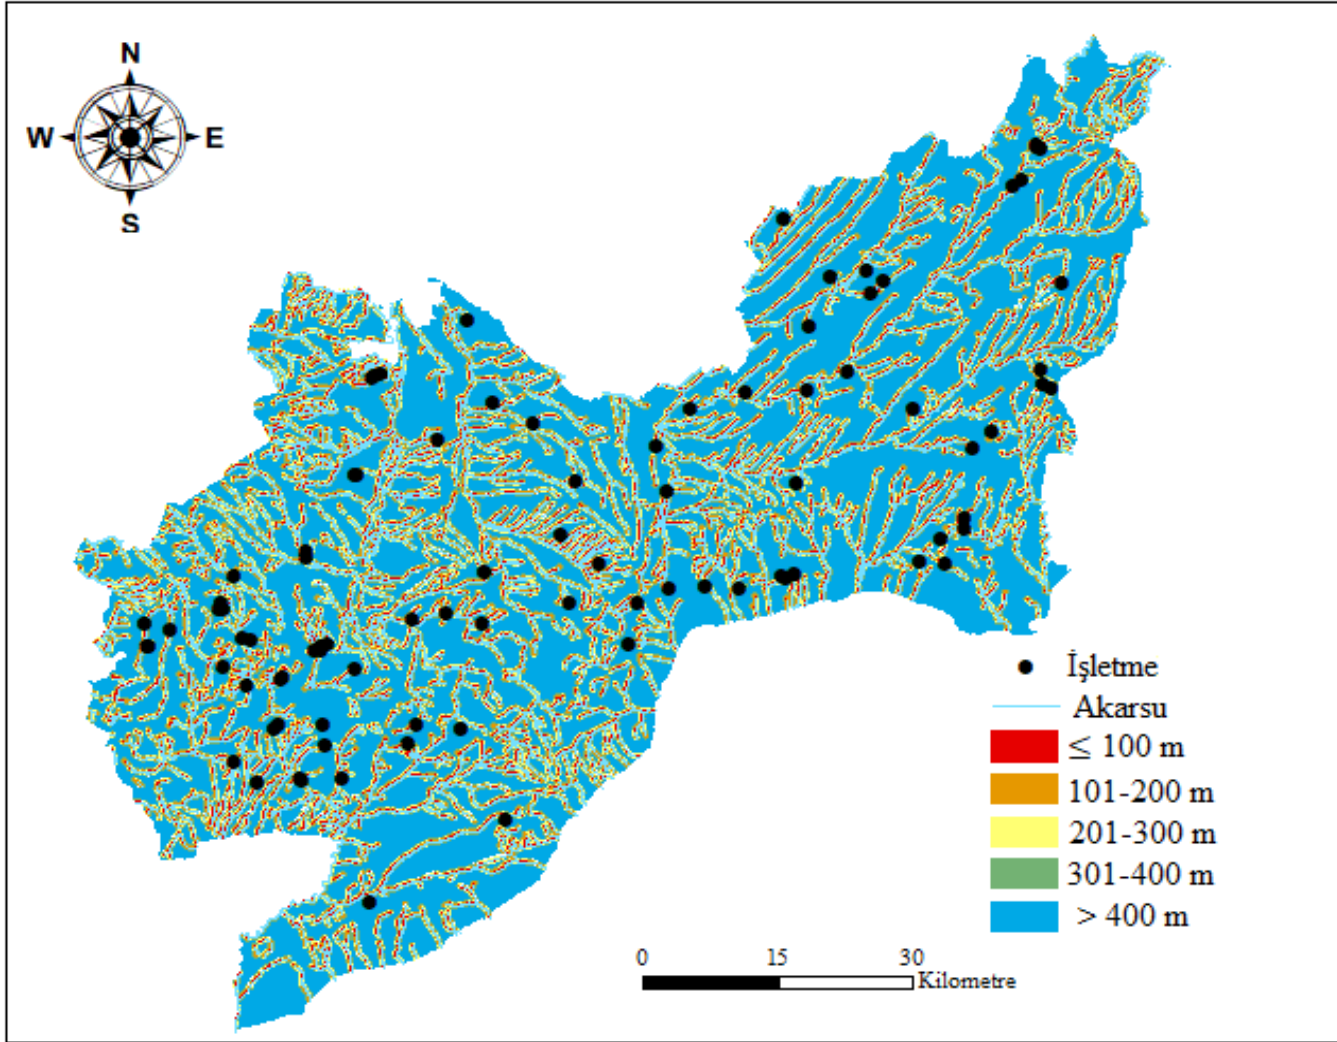 N
W
E
S
İşletme
Akarsu
≤ 100 m
101-200 m
201-300 m
301-400 m
> 400 m
0 15 30
Kilometre